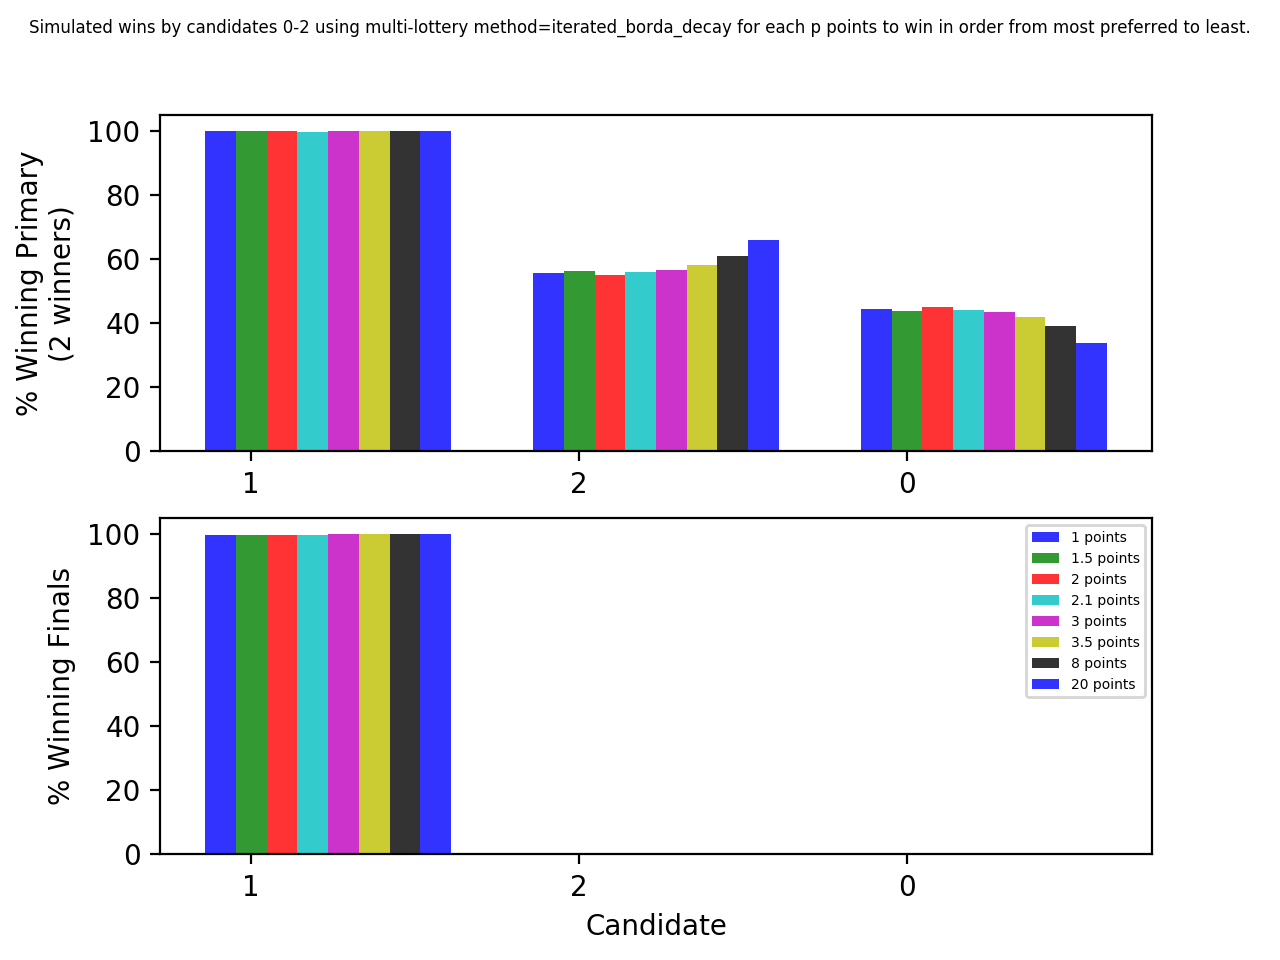 Simulated wins by candidates 0-2 using multi-lottery method=iterated_borda_decay for each p points to win in order from most preferred to least.
% Winning Primary
(2 winners)
100
80
60
40
20
0
1
2
0
% Winning Finals
100
80
60
40
20
0
1
2
0
Candidate
1 points
1.5 points
2 points
2.1 points
3 points
3.5 points
8 points
20 points